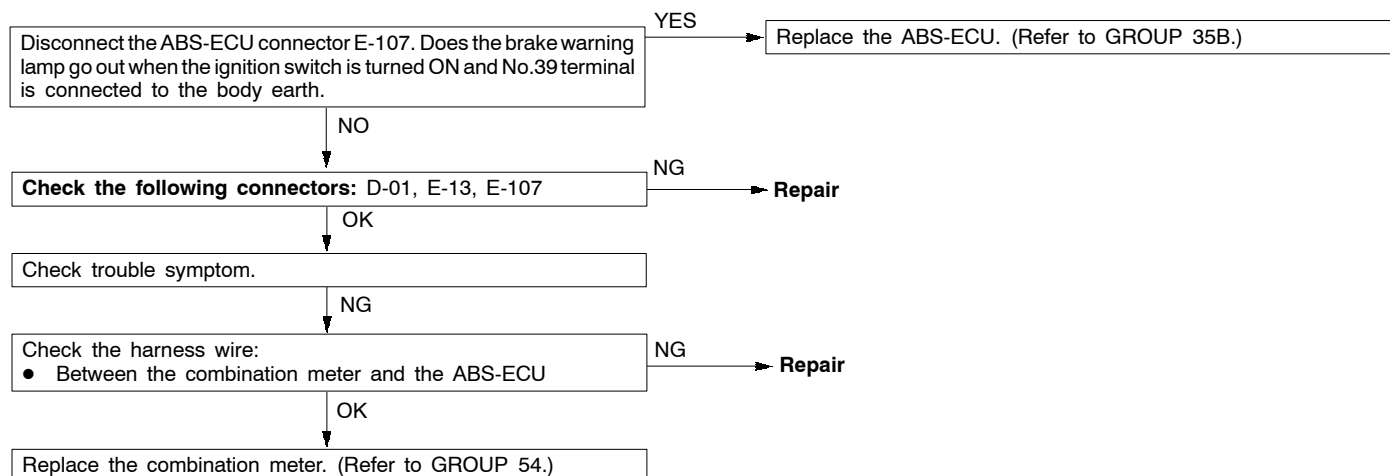 Disconnect the ABS-ECU connector E-107. Does the brake warning
lamp go out when the ignition switch is turned ON and No.39 terminal
is connected to the body earth.
YES
Replace the ABS-ECU. (Refer to GROUP 35B.)
NO
Check the following connectors: D-01, E-13, E-107
NG
Repair
OK
Check trouble symptom.
NG
Check the harness wire:
● Between the combination meter and the ABS-ECU
NG
Repair
OK
Replace the combination meter. (Refer to GROUP 54.)